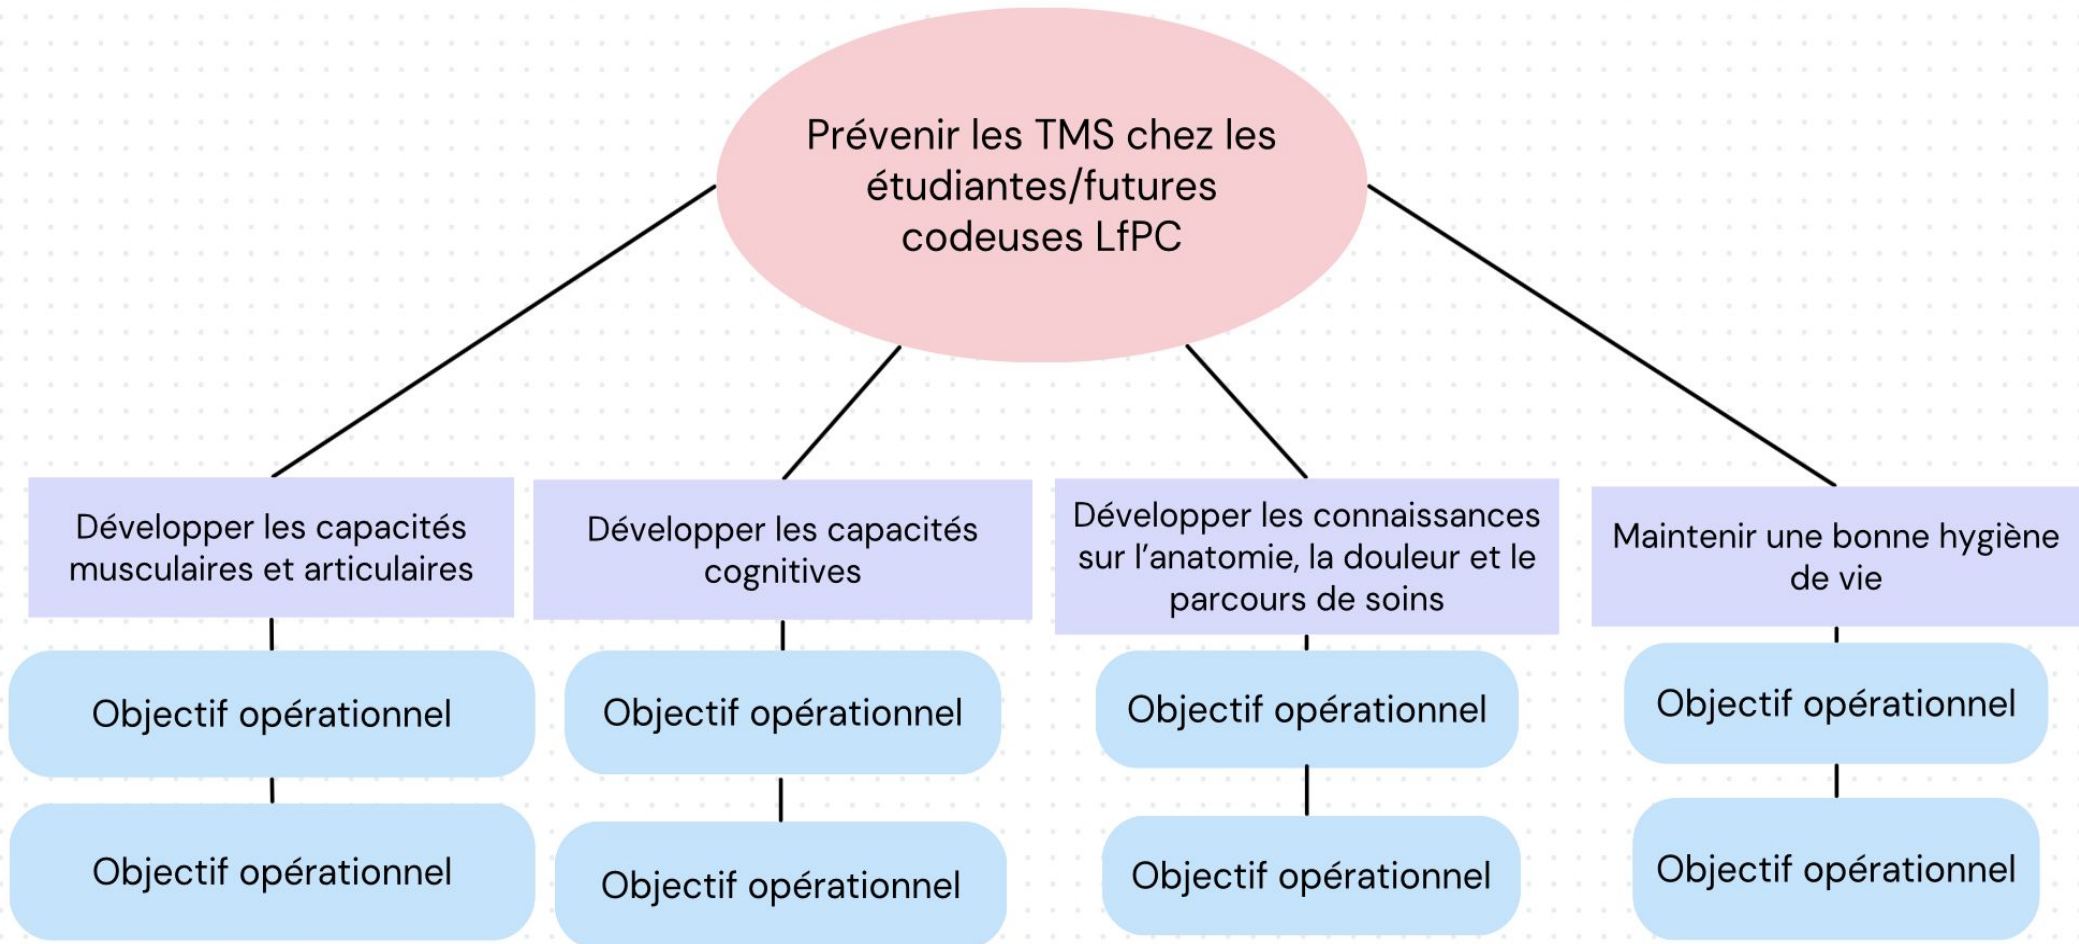 Prévenir les TMS chez les
étudiantes/futures
codeuses LfPC
Développer les capacités
musculaires et articulaires
Développer les capacités
cognitives
Développer les connaissances
sur l'anatomie, la douleur et le
parcours de soins
Maintenir une bonne hygiène
de vie
Objectif opérationnel
Objectif opérationnel
Objectif opérationnel
Objectif opérationnel
Objectif opérationnel
Objectif opérationnel
Objectif opérationnel
Objectif opérationnel